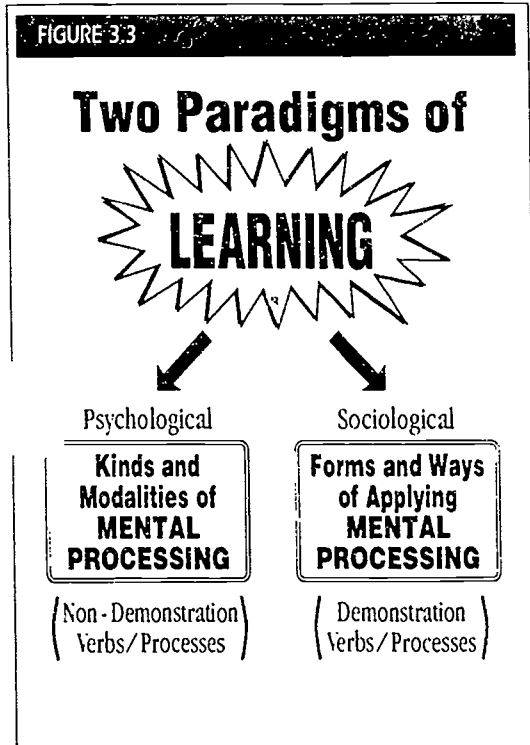 FIGURE 3.3
Two Paradigms of
LEARNING
Psychological
Kinds and
Modalities of
MENTAL
PROCESSING
(Non-Demonstration
Verbs/Processes)
Sociological
Forms and Ways
of Applying
MENTAL
PROCESSING
(Demonstration
Verbs/Processes)